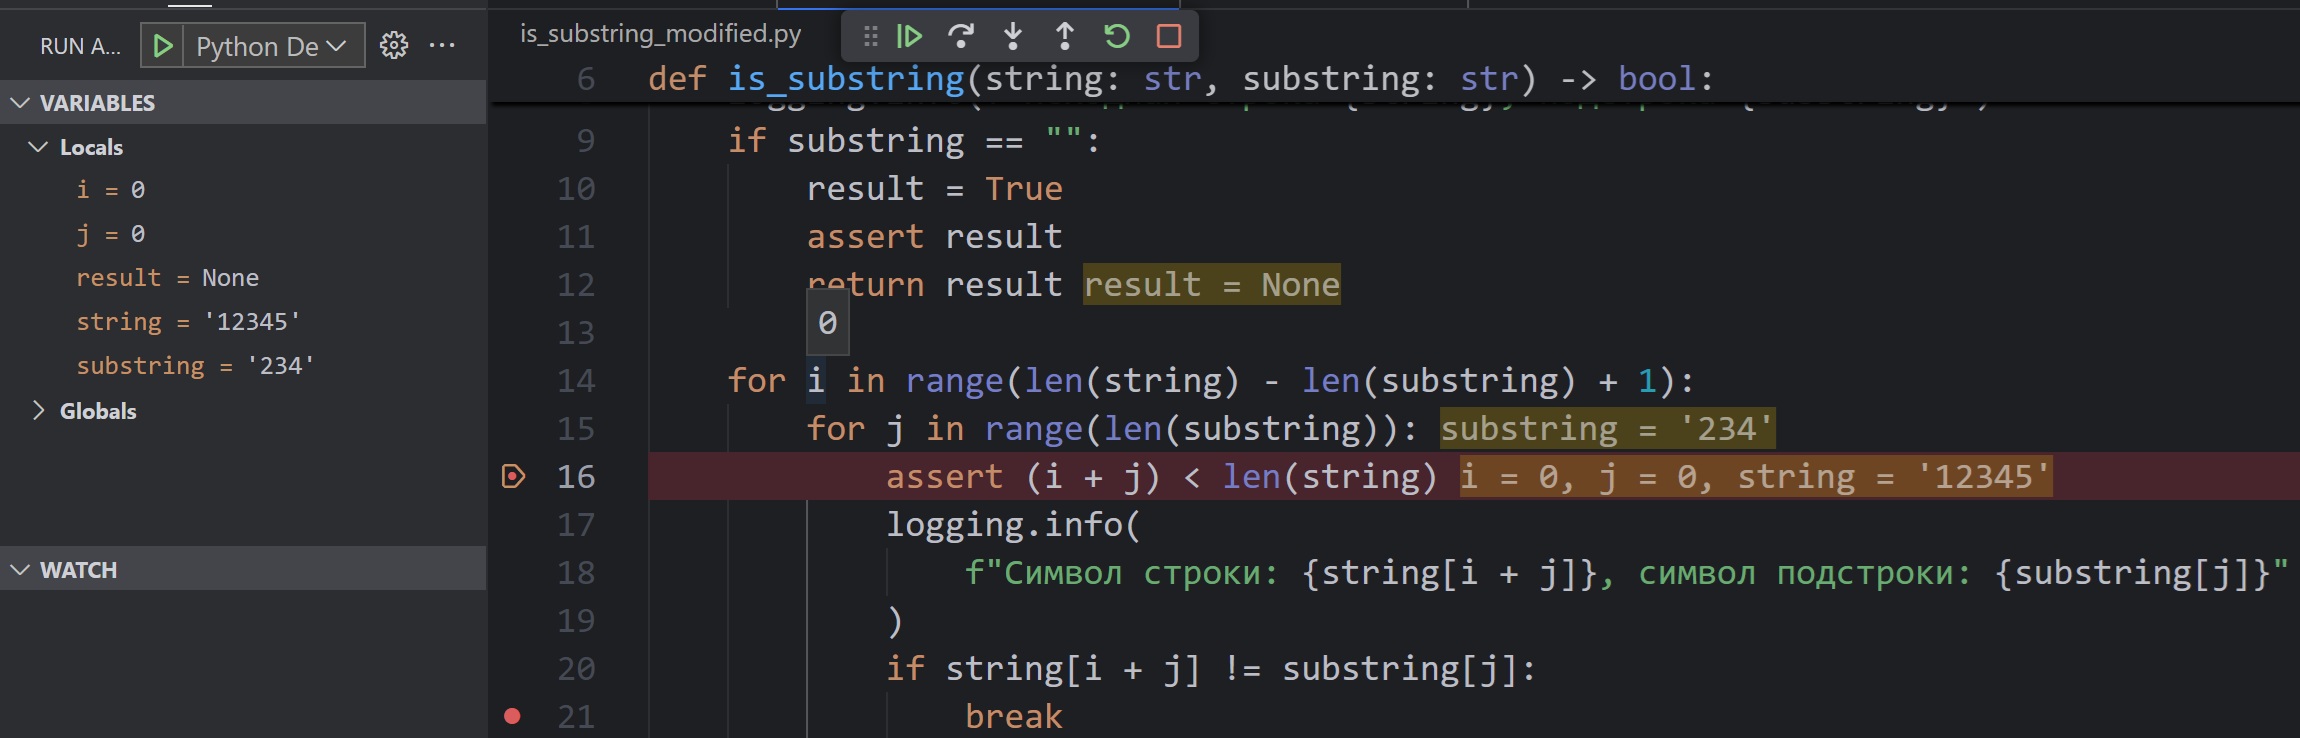 RUN A...
Python De
VARIABLES
Locals
i = 0
j = 0
result = None
string = '12345'
substring = '234'
Globals
WATCH
is_substring_modified.py
6 def is_substring(string: str, substring: str) -> bool:
9 if substring == "":
10 result = True
11 assert result
12 return result result = None
0
13
14 for i in range(len(string) - len(substring) + 1):
15 for j in range(len(substring)): substring = '234'
16 assert (i + j) < len(string) i = 0, j = 0, string = '12345'
17 logging.info(
18 f"Символ строки: {string[i + j]}, символ подстроки: {substring[j]}"
19 )
20 if string[i + j] != substring[j]:
21 break